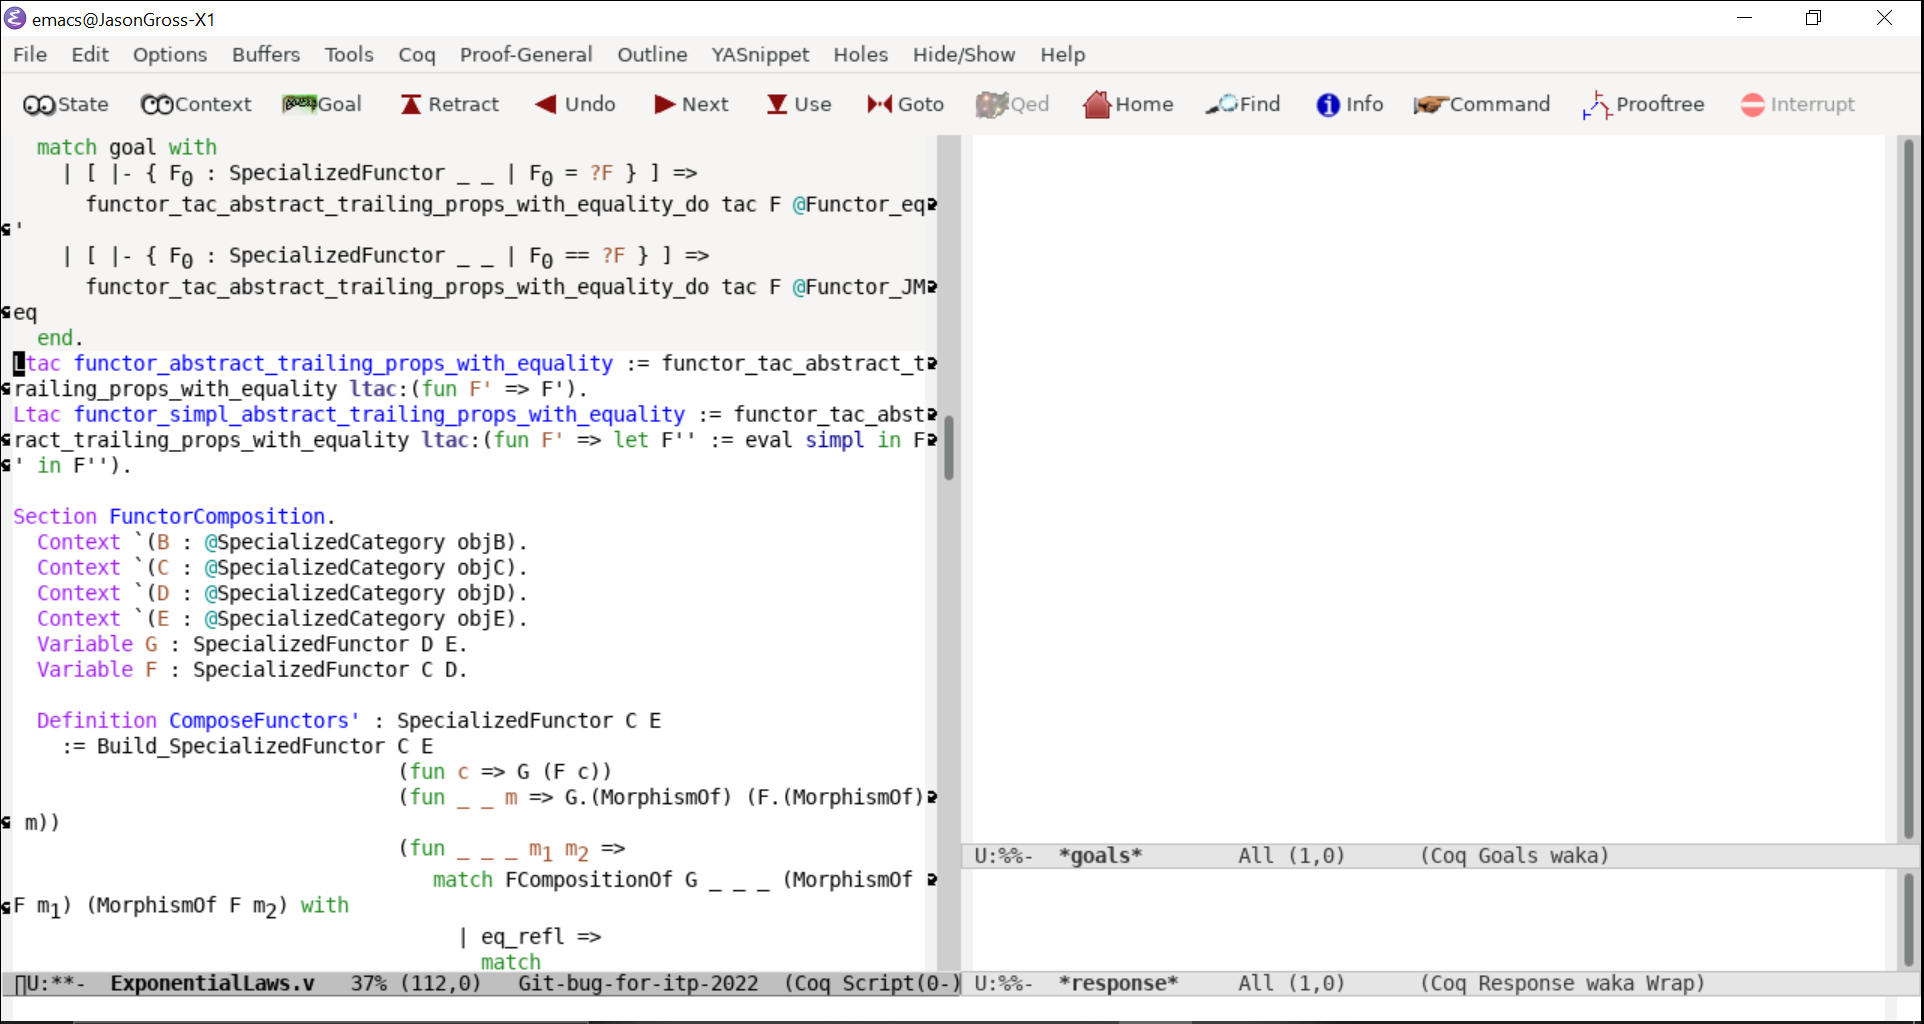 emacs@JasonGross-X1
File Edit Options Buffers Tools Coq Proof-General Outline YASnippet Holes Hide/Show Help
State Context Goal Retract Undo Next Use Goto Qed Home Find Info Command Prooftree Interrupt
match goal with
| [ |- { F0 : SpecializedFunctor _ _ | F0 = ?F } ] =>
functor_tac_abstract_trailing_props_with_equality_do tac F @Functor_eq
'
| [ |- { F0 : SpecializedFunctor _ _ | F0 == ?F } ] =>
functor_tac_abstract_trailing_props_with_equality_do tac F @Functor_JM
eq
end.
Ltac functor_abstract_trailing_props_with_equality := functor_tac_abstract_t
railing_props_with_equality ltac:(fun F' => F').
Ltac functor_simpl_abstract_trailing_props_with_equality := functor_tac_abst
ract_trailing_props_with_equality ltac:(fun F' => let F'' := eval simpl in F
' in F'').
Section FunctorComposition.
Context `(B : @SpecializedCategory objB).
Context `(C : @SpecializedCategory objC).
Context `(D : @SpecializedCategory objD).
Context `(E : @SpecializedCategory objE).
Variable G : SpecializedFunctor D E.
Variable F : SpecializedFunctor C D.
Definition ComposeFunctors' : SpecializedFunctor C E
:= Build_SpecializedFunctor C E
(fun c => G (F c))
(fun _ _ m => G.(MorphismOf) (F.(MorphismOf)
m))
(fun _ _ _ m1 m2 =>
match FCompositionOf G _ _ _ (MorphismOf
F m1) (MorphismOf F m2) with
| eq_refl =>
match
U:**- ExponentialLaws.v 37% (112,0) Git-bug-for-itp-2022 (Coq Script(0-)
U:%%- *goals* All (1,0) (Coq Goals waka)
U:%%- *response* All (1,0) (Coq Response waka Wrap)